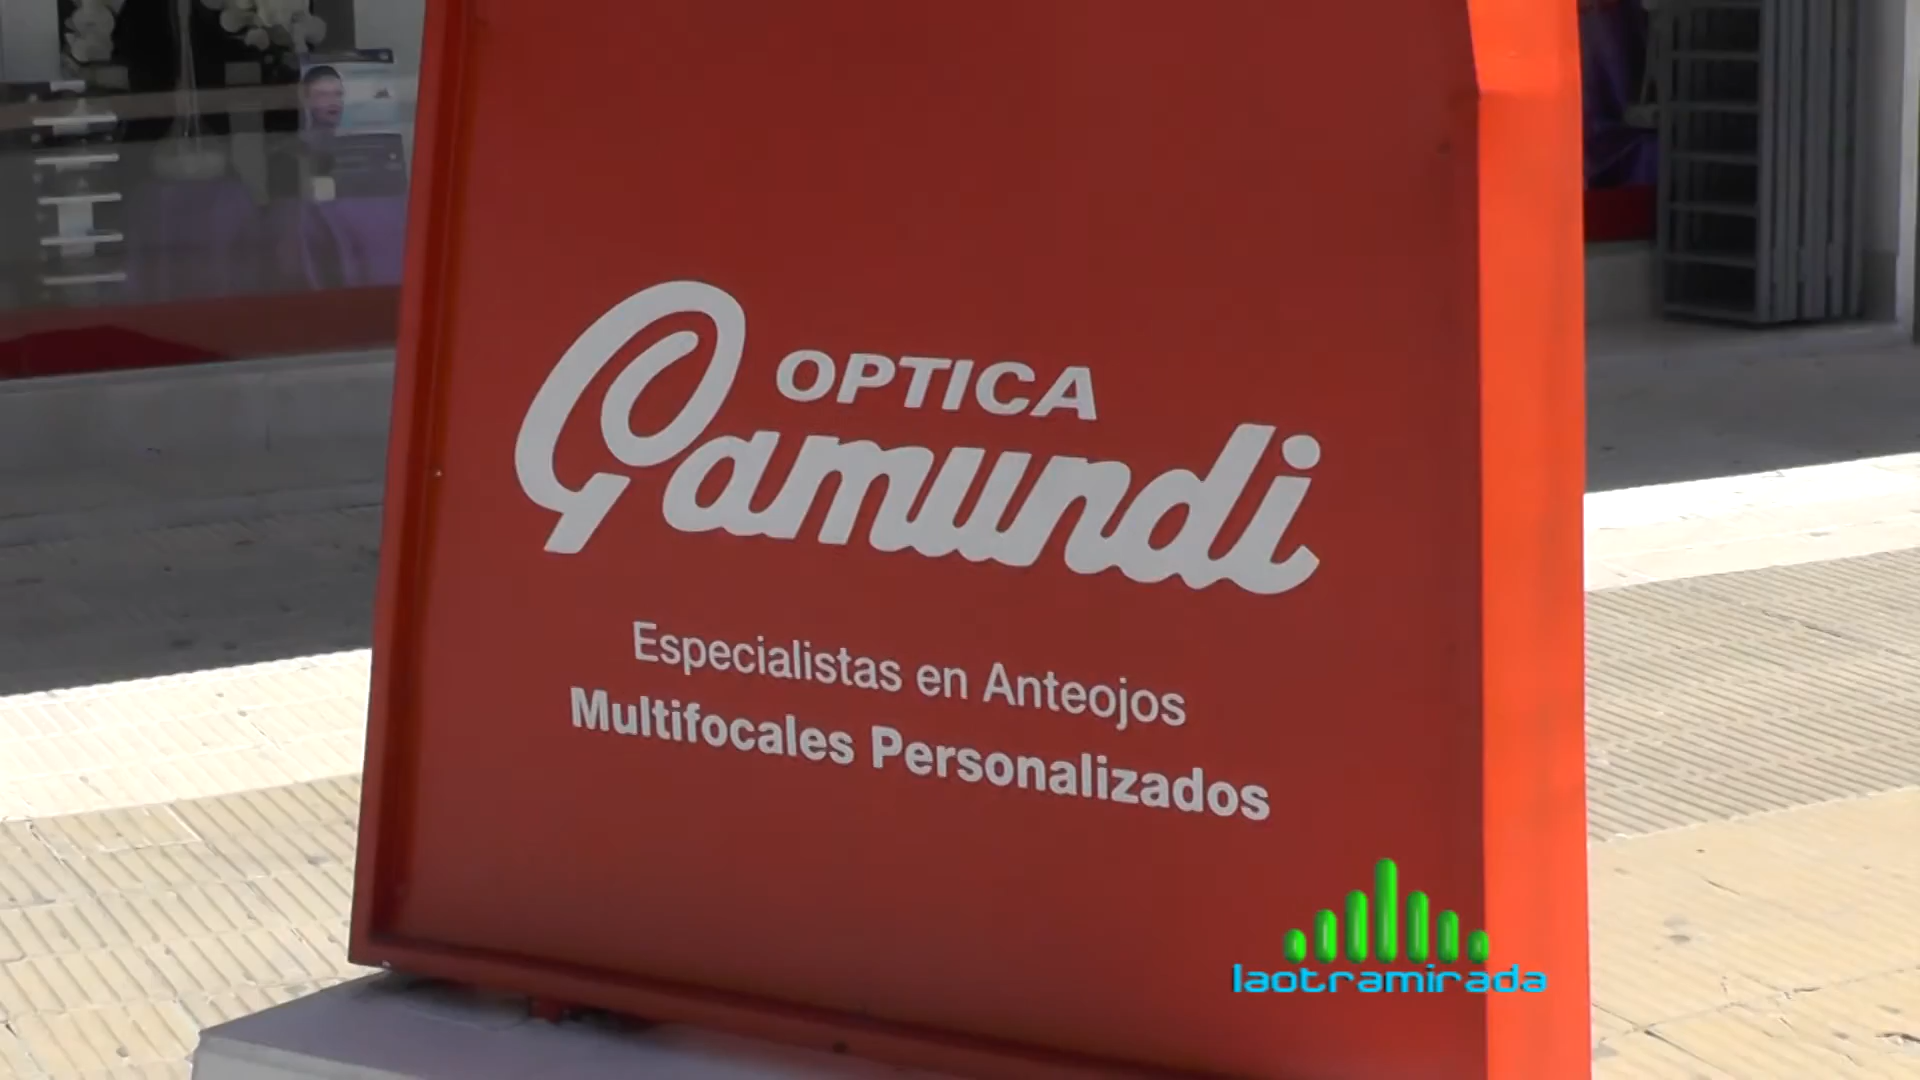 OPTICA
Gamundi
Especialistas en Anteojos
Multifocales Personalizados
laotramirada